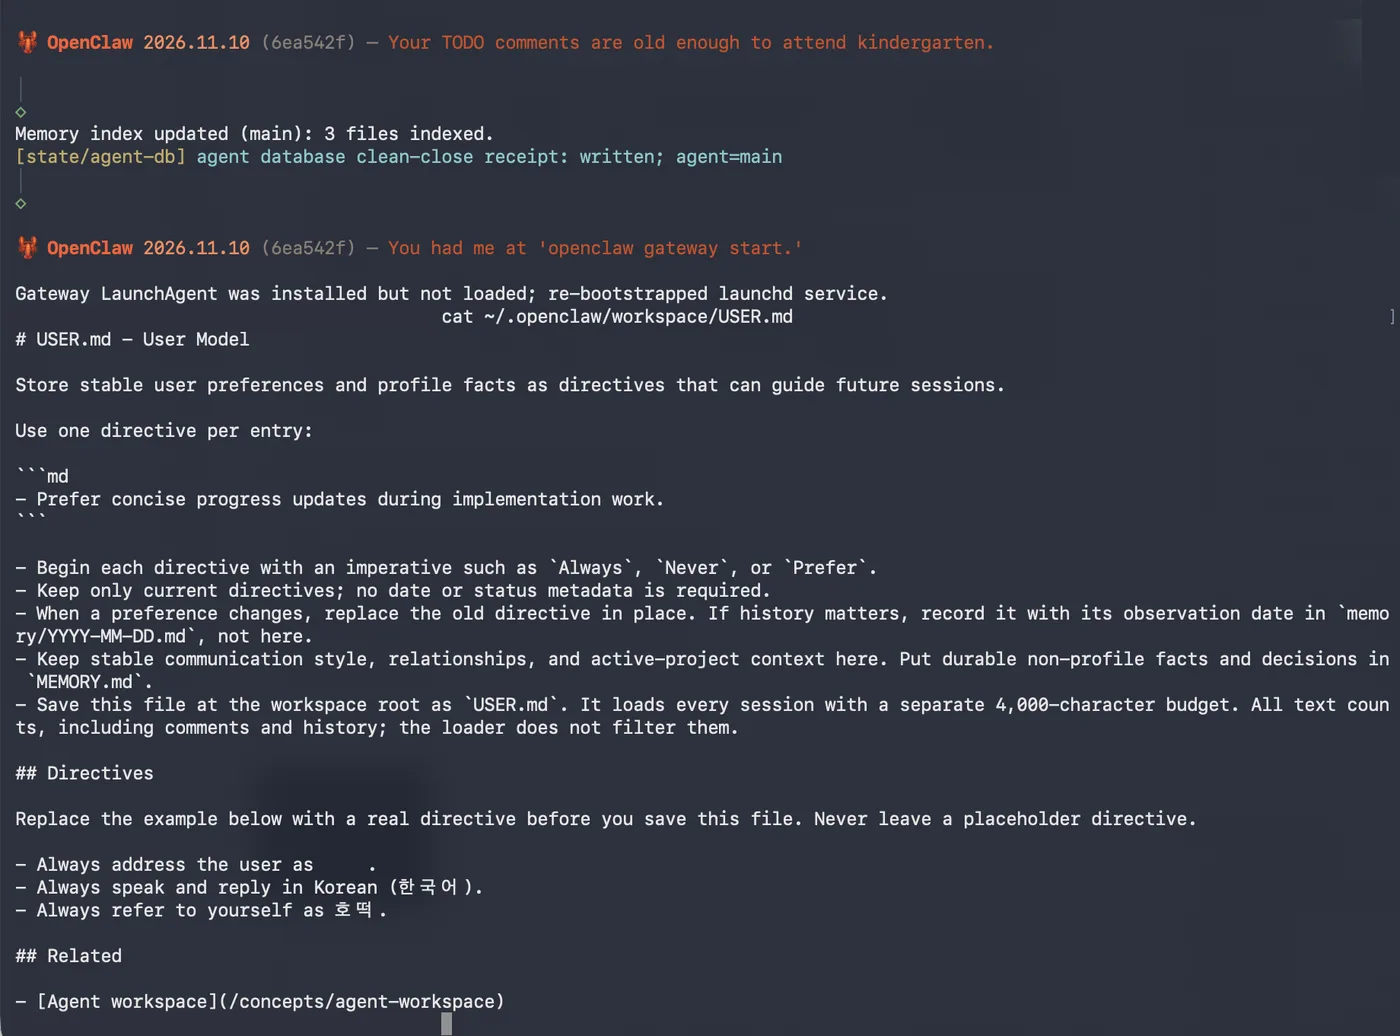 OpenClaw 2026.11.10 (6ea542f) — Your TODO comments are old enough to attend kindergarten.
Memory index updated (main): 3 files indexed.
[state/agent-db] agent database clean-close receipt: written; agent=main
OpenClaw 2026.11.10 (6ea542f) — You had me at 'openclaw gateway start.'
Gateway LaunchAgent was installed but not loaded; re-bootstrapped launchd service.
cat ~/.openclaw/workspace/USER.md ]
# USER.md — User Model
Store stable user preferences and profile facts as directives that can guide future sessions.
Use one directive per entry:
```md
- Prefer concise progress updates during implementation work.
```
- Begin each directive with an imperative such as `Always`, `Never`, or `Prefer`.
- Keep only current directives; no date or status metadata is required.
- When a preference changes, replace the old directive in place. If history matters, record it with its observation date in `memo
ry/YYYY-MM-DD.md`, not here.
- Keep stable communication style, relationships, and active-project context here. Put durable non-profile facts and decisions in
`MEMORY.md`.
- Save this file at the workspace root as `USER.md`. It loads every session with a separate 4,000-character budget. All text coun
ts, including comments and history; the loader does not filter them.
## Directives
Replace the example below with a real directive before you save this file. Never leave a placeholder directive.
- Always address the user as .
- Always speak and reply in Korean (한국어).
- Always refer to yourself as 호떡.
## Related
- [Agent workspace](/concepts/agent-workspace)